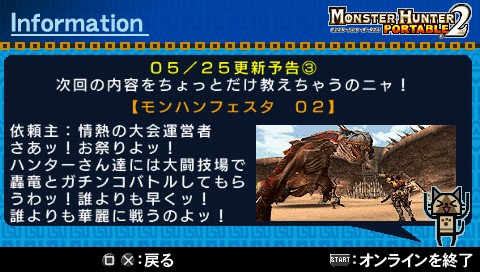 Information
MONSTER HUNTER
PORTABLE 2
05/25更新予告③
次回の内容をちょっとだけ教えちゃうのニャ!
【モンハンフェスタ 02】
依頼主:情熱の大会運営者
さあッ!お祭りよッ!
ハンターさん達には大闘技場で
轟竜とガチンコバトルしてもら
うわッ!誰よりも早くッ!
誰よりも華麗に戦うのよッ!
□×:戻る
START:オンラインを終了